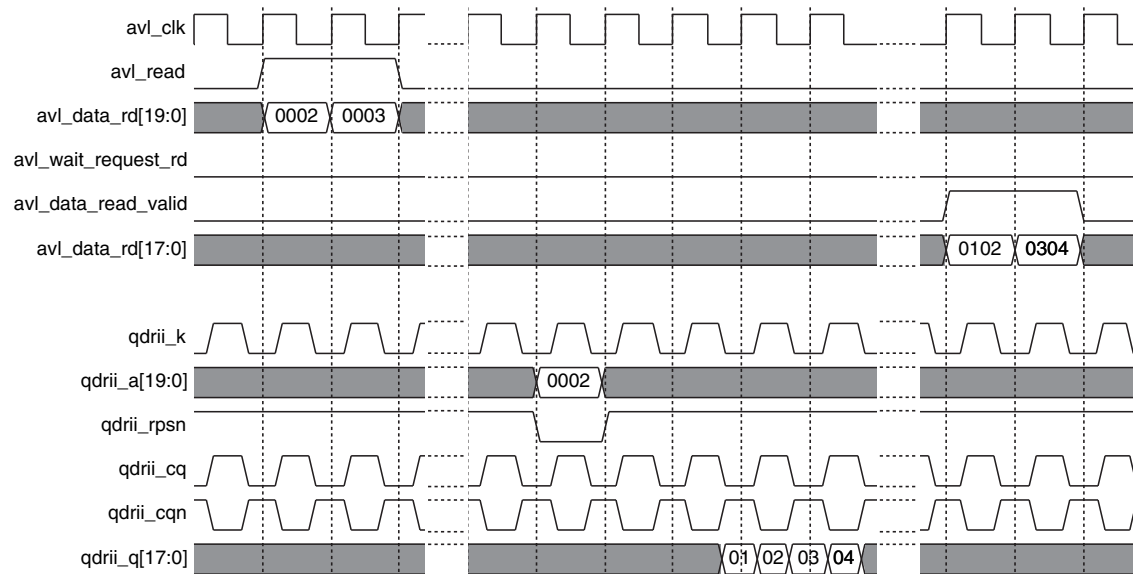 avl_clk
avl_read
avl_data_rd[19:0] 0002 0003
avl_wait_request_rd
avl_data_read_valid
avl_data_rd[17:0] 0102 0304
qdrii_k
qdrii_a[19:0] 0002
qdrii_rpsn
qdrii_cq
qdrii_cqn
qdrii_q[17:0] 01 02 03 04